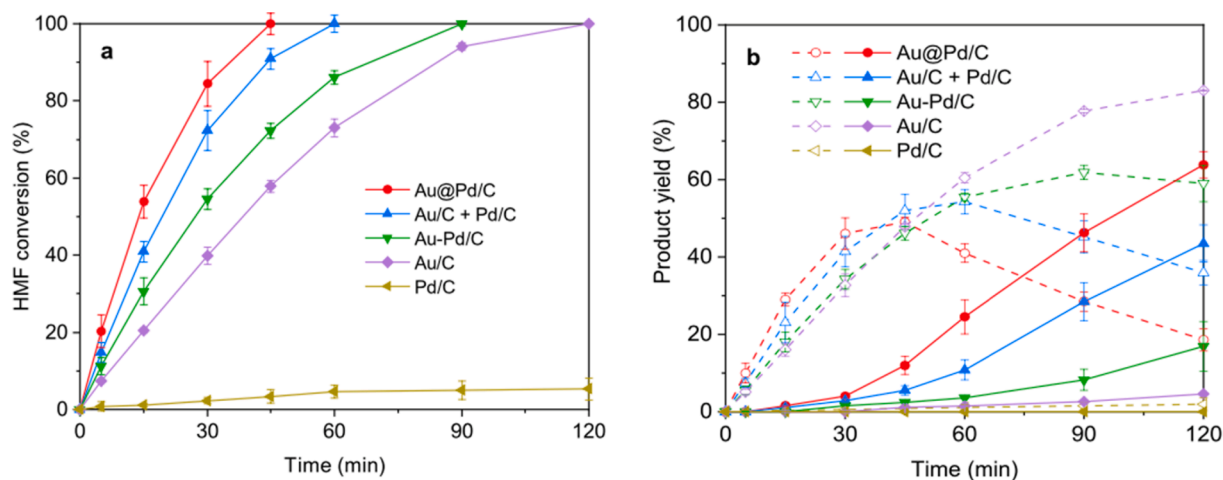 a
HMF conversion (%)
100
80
60
40
20
0
Au@Pd/C
Au/C + Pd/C
Au-Pd/C
Au/C
Pd/C
0 30 60 90 120
Time (min)
b
Product yield (%)
100
80
60
40
20
0
Au@Pd/C
Au/C + Pd/C
Au-Pd/C
Au/C
Pd/C
0 30 60 90 120
Time (min)